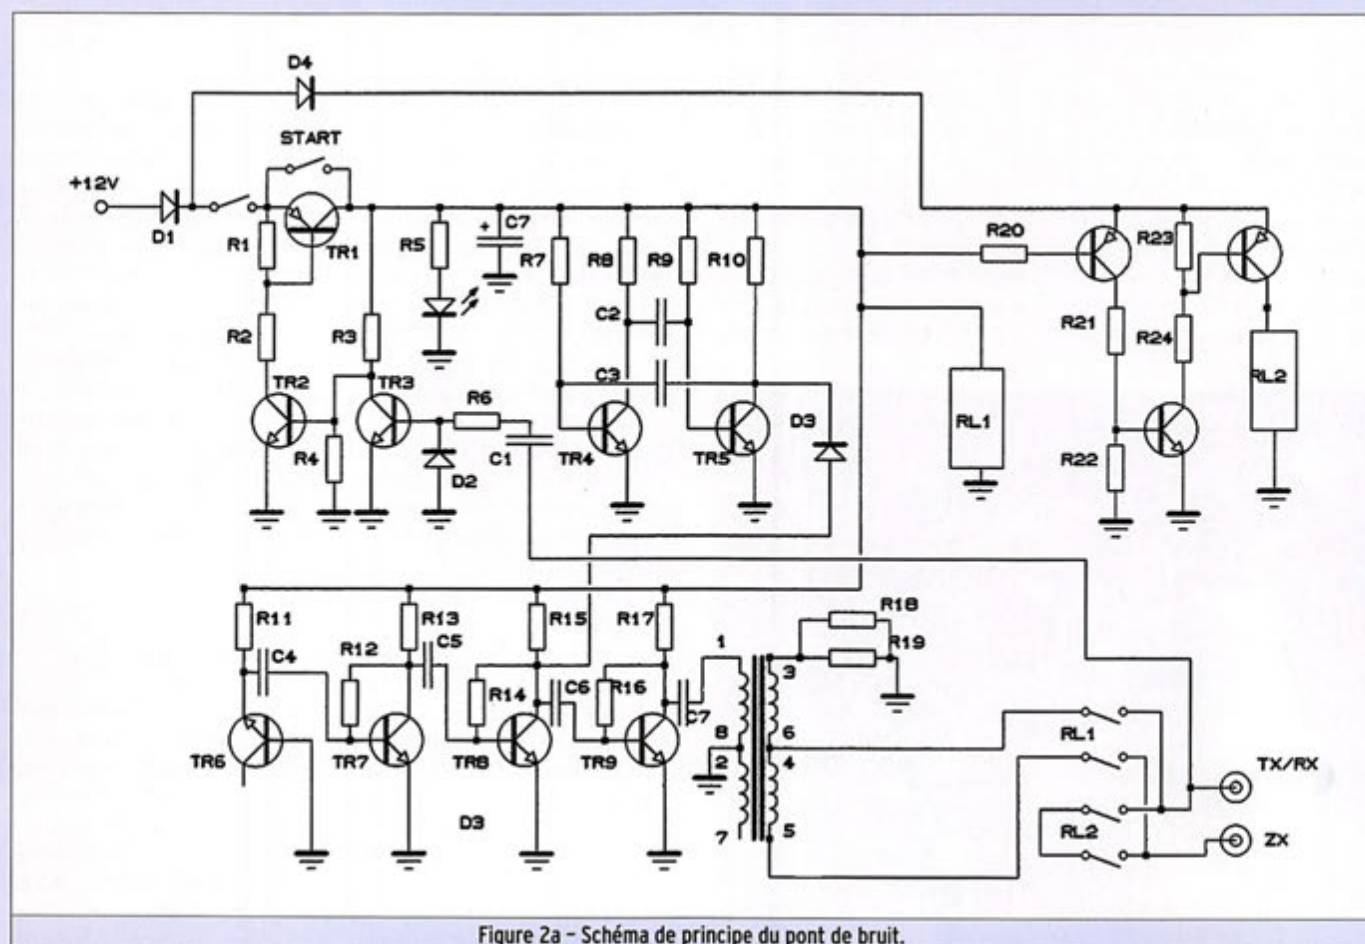 D4
START
+12V
D1
R1
TR1
R5
+
C7
R7
R8
R9
R10
R20
R23
R2
R3
C2
C3
R21
R24
RL2
TR2
TR3
R6
R4
C1
D2
TR4
TR5
D3
RL1
R22
R11
R13
R15
R17
R18
R19
C4
R12
C5
R14
C6
R16
C7
1
3
8
6
2
4
7
5
TR6
TR7
TR8
TR9
D3
RL1
RL2
TX/RX
ZX
Figure 2a - Schéma de principe du pont de bruit.